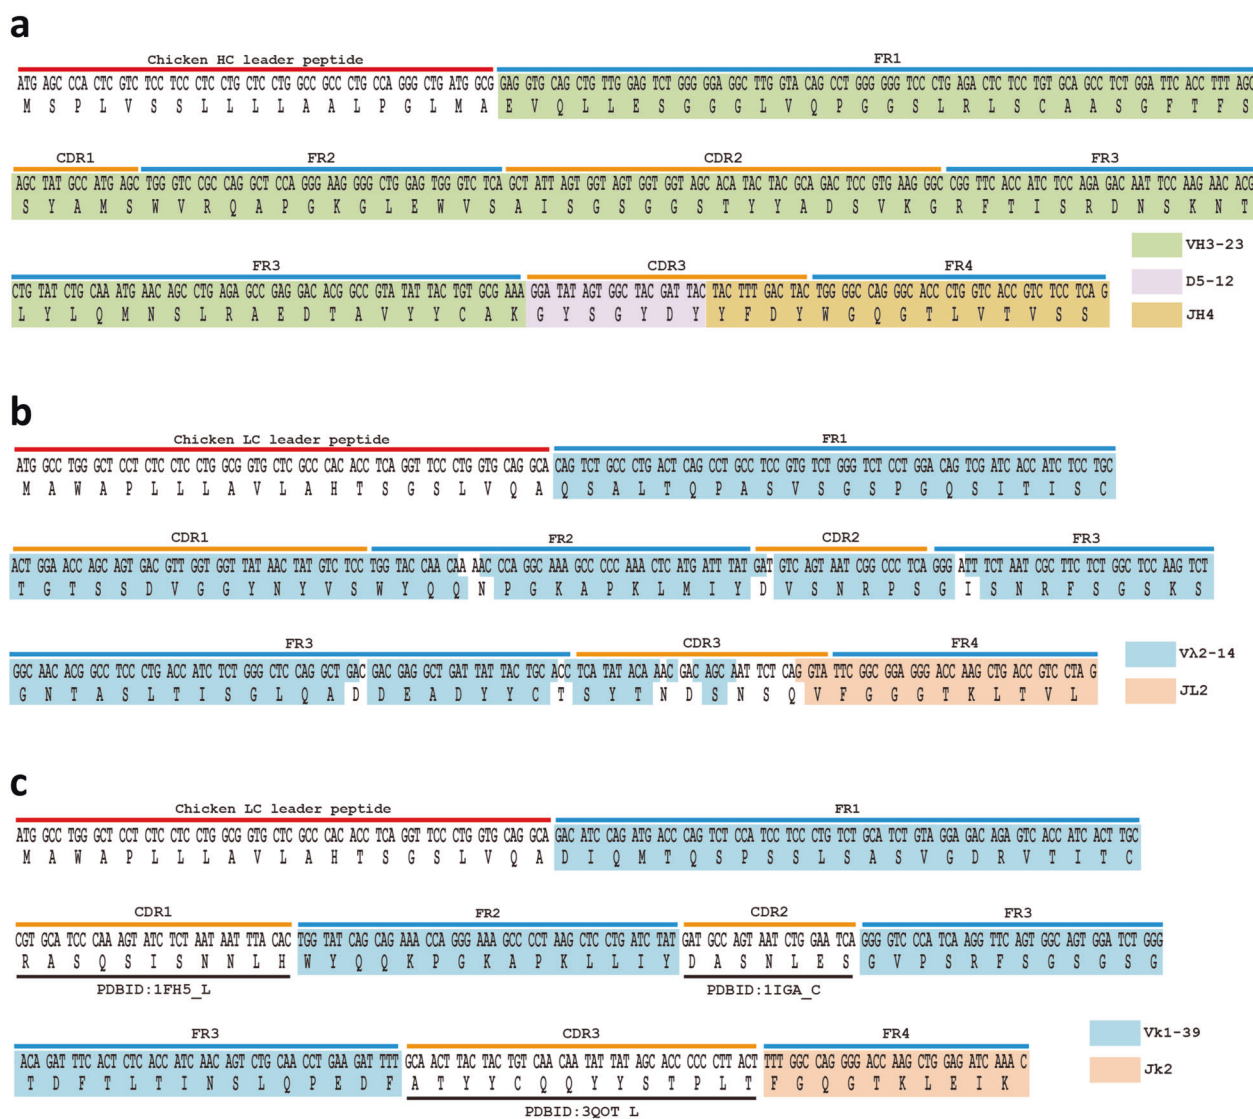 a
Chicken HC leader peptide FR1
ATG AGC CCA CTC GTC TCC TCC CTC CTG CTC CTG GCC GCC CTG CCA GGG CTG ATG GCG GAG GTG CAG CTG TTG GAG TCT GGG GGA GGC TTG GTA CAG CCT GGG GGG TCC CTG AGA CTC TCC TGT GCA GCC TCT GGA TTC ACC TTT AGC
M S P L V S S L L L L A A L P G L M A E V Q L L E S G G G L V Q P G G S L R L S C A A S G F T F S
CDR1 FR2 CDR2 FR3
AGC TAT GCC ATG AGC TGG GTC CGC CAG GCT CCA GGG AAG GGG CTG GAG TGG GTC TCA GCT ATT AGT GGT AGT GGT GGT AGC ACA TAC TAC GCA GAC TCC GTG AAG GGC CGG TTC ACC ATC TCC AGA GAC AAT TCC AAG AAC ACG
S Y A M S W V R Q A P G K G L E W V S A I S G S G G S T Y Y A D S V K G R F T I S R D N S K N T
VH3-23
FR3 CDR3 FR4
D5-12
CTG TAT CTG CAA ATG AAC AGC CTG AGA GCC GAG GAC ACG GCC GTA TAT TAC TGT GCG AAA GGA TAT AGT GGC TAC GAT TAC TAC TTT GAC TAC TGG GGC CAG GGC ACC CTG GTC ACC GTC TCC TCA G
L Y L Q M N S L R A E D T A V Y Y C A K G Y S G Y D Y Y F D Y W G Q G T L V T V S S
JH4
b
Chicken LC leader peptide FR1
ATG GCC TGG GCT CCT CTC CTC CTG GCG GTG CTC GCC CAC ACC TCA GGT TCC CTG GTG CAG GCA CAG TCT GCC CTG ACT CAG CCT GCC TCC GTG TCT GGG TCT CCT GGA CAG TCG ATC ACC ATC TCC TGC
M A W A P L L L A V L A H T S G S L V Q A Q S A L T Q P A S V S G S P G Q S I T I S C
CDR1 FR2 CDR2 FR3
ACT GGA ACC AGC AGT GAC GTT GGT GGT TAT AAC TAT GTC TCC TGG TAC CAA CAA AAC CCA GGC AAA GCC CCC AAA CTC ATG ATT TAT GAT GTC AGT AAT CGG CCC TCA GGG ATT TCT AAT CGC TTC TCT GGC TCC AAG TCT
T G T S S D V G G Y N Y V S W Y Q Q N P G K A P K L M I Y D V S N R P S G I S N R F S G S K S
FR3 CDR3 FR4
Vλ2-14
GGC AAC ACG GCC TCC CTG ACC ATC TCT GGG CTC CAG GCT GAC GAC GAG GCT GAT TAT TAC TGC ACC TCA TAT ACA AAC GAC AGC AAT TCT CAG GTA TTC GGC GGA GGG ACC AAG CTG ACC GTC CTA G
G N T A S L T I S G L Q A D D E A D Y Y C T S Y T N D S N S Q V F G G G T K L T V L
JL2
c
Chicken LC leader peptide FR1
ATG GCC TGG GCT CCT CTC CTC CTG GCG GTG CTC GCC CAC ACC TCA GGT TCC CTG GTG CAG GCA GAC ATC CAG ATG ACC CAG TCT CCA TCC TCC CTG TCT GCA TCT GTA GGA GAC AGA GTC ACC ATC ACT TGC
M A W A P L L L A V L A H T S G S L V Q A D I Q M T Q S P S S L S A S V G D R V T I T C
CDR1 FR2 CDR2 FR3
CGT GCA TCC CAA AGT ATC TCT AAT AAT TTA CAC TGG TAT CAG CAG AAA CCA GGG AAA GCC CCT AAG CTC CTG ATC TAT GAT GCC AGT AAT CTG GAA TCA GGG GTC CCA TCA AGG TTC AGT GGC AGT GGA TCT GGG
R A S Q S I S N N L H W Y Q Q K P G K A P K L L I Y D A S N L E S G V P S R F S G S G S G
PDBID:1FH5_L PDBID:1IGA_C
FR3 CDR3 FR4
Vk1-39
ACA GAT TTC ACT CTC ACC ATC AAC AGT CTG CAA CCT GAA GAT TTT GCA ACT TAC TAC TGT CAA CAA TAT TAT AGC ACC CCC CTT ACT TTT GGC CAG GGG ACC AAG CTG GAG ATC AAA C
T D F T L T I N S L Q P E D F A T Y Y C Q Q Y Y S T P L T F G Q G T K L E I K
Jk2
PDBID:3QOT_L